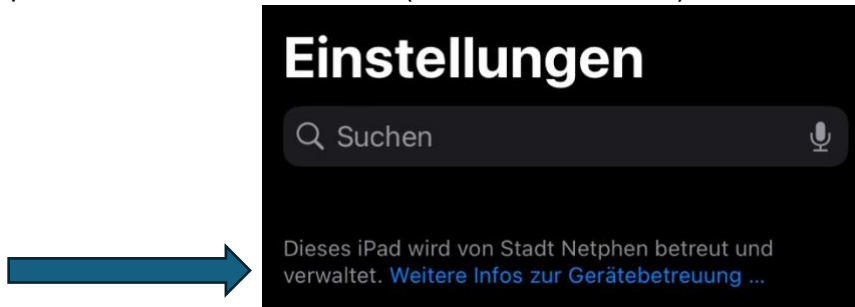 Einstellungen
Suchen
Dieses iPad wird von Stadt Netphen betreut und
verwaltet. Weitere Infos zur Gerätebetreuung ...